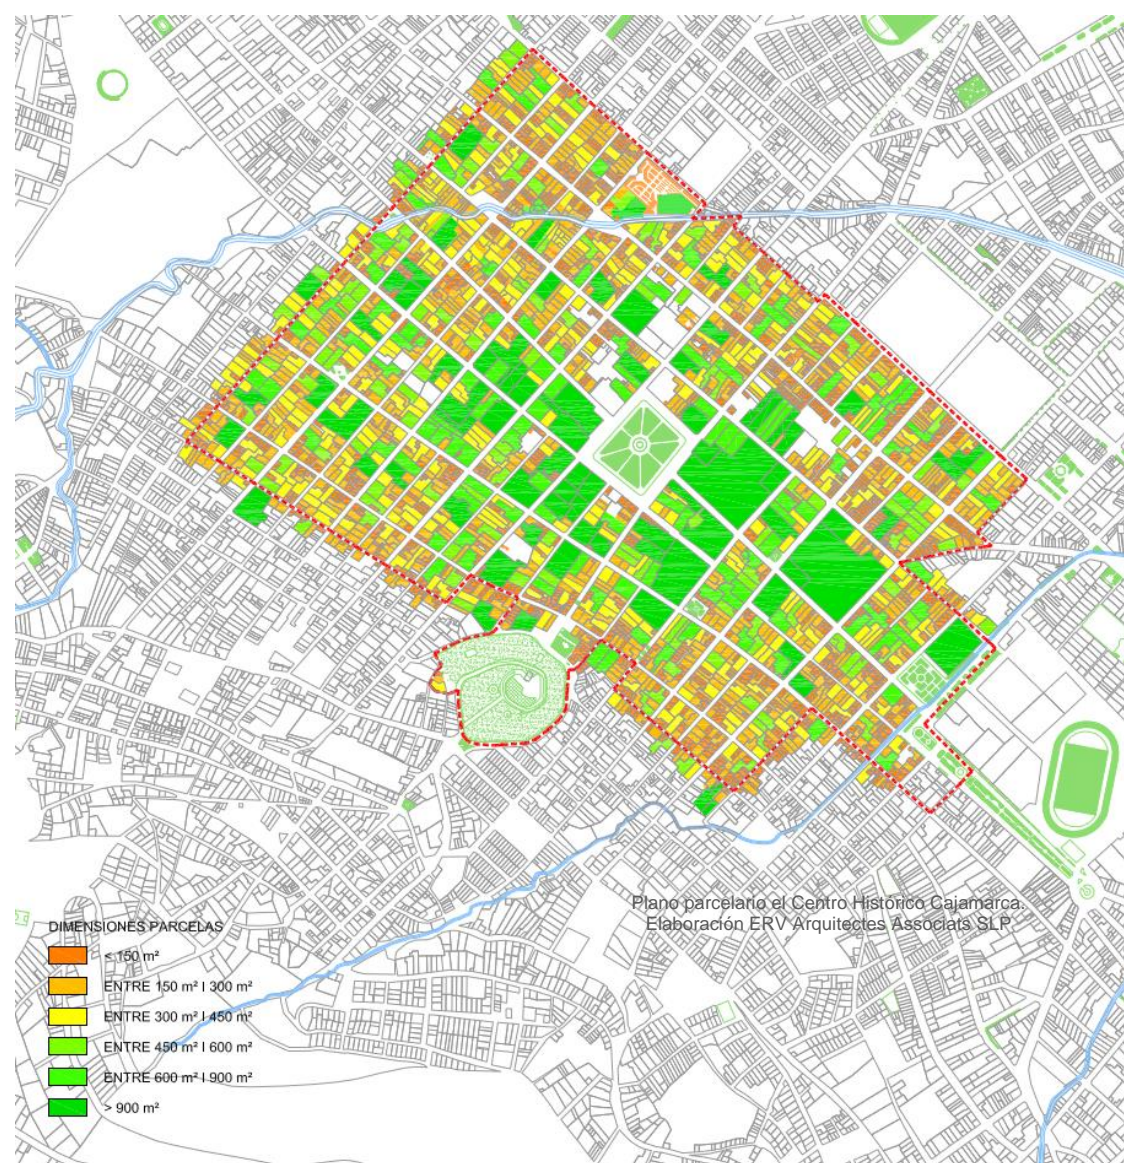 Plano parcelario el Centro Histórico Cajamarca.
Elaboración ERV Arquitectes Associats SLP
DIMENSIONES PARCELAS
< 150 m²
ENTRE 150 m² I 300 m²
ENTRE 300 m² I 450 m²
ENTRE 450 m² I 600 m²
ENTRE 600 m² I 900 m²
> 900 m²